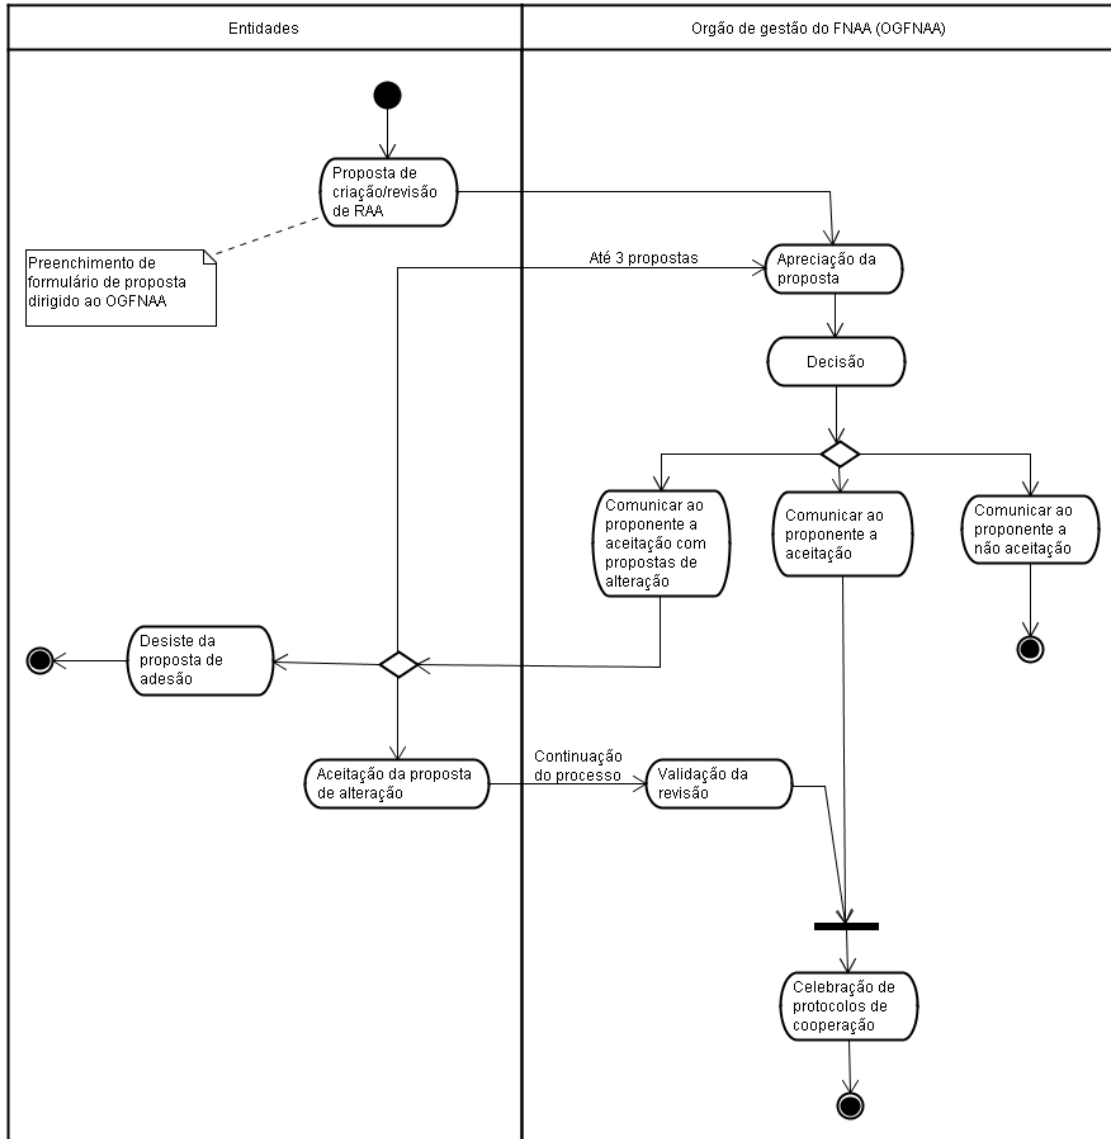 Entidades
Orgão de gestão do FNAA (OGFNAA)
Proposta de
criação/revisão
de RAA
Preenchimento de
formulário de proposta
dirigido ao OGFNAA
Até 3 propostas
Apreciação da
proposta
Decisão
Comunicar ao
proponente a
aceitação com
propostas de
alteração
Comunicar ao
proponente a
aceitação
Comunicar ao
proponente a
não aceitação
Desiste da
proposta de
adesão
Aceitação da proposta
de alteração
Continuação
do processo
Validação da
revisão
Celebração de
protocolos de
cooperação